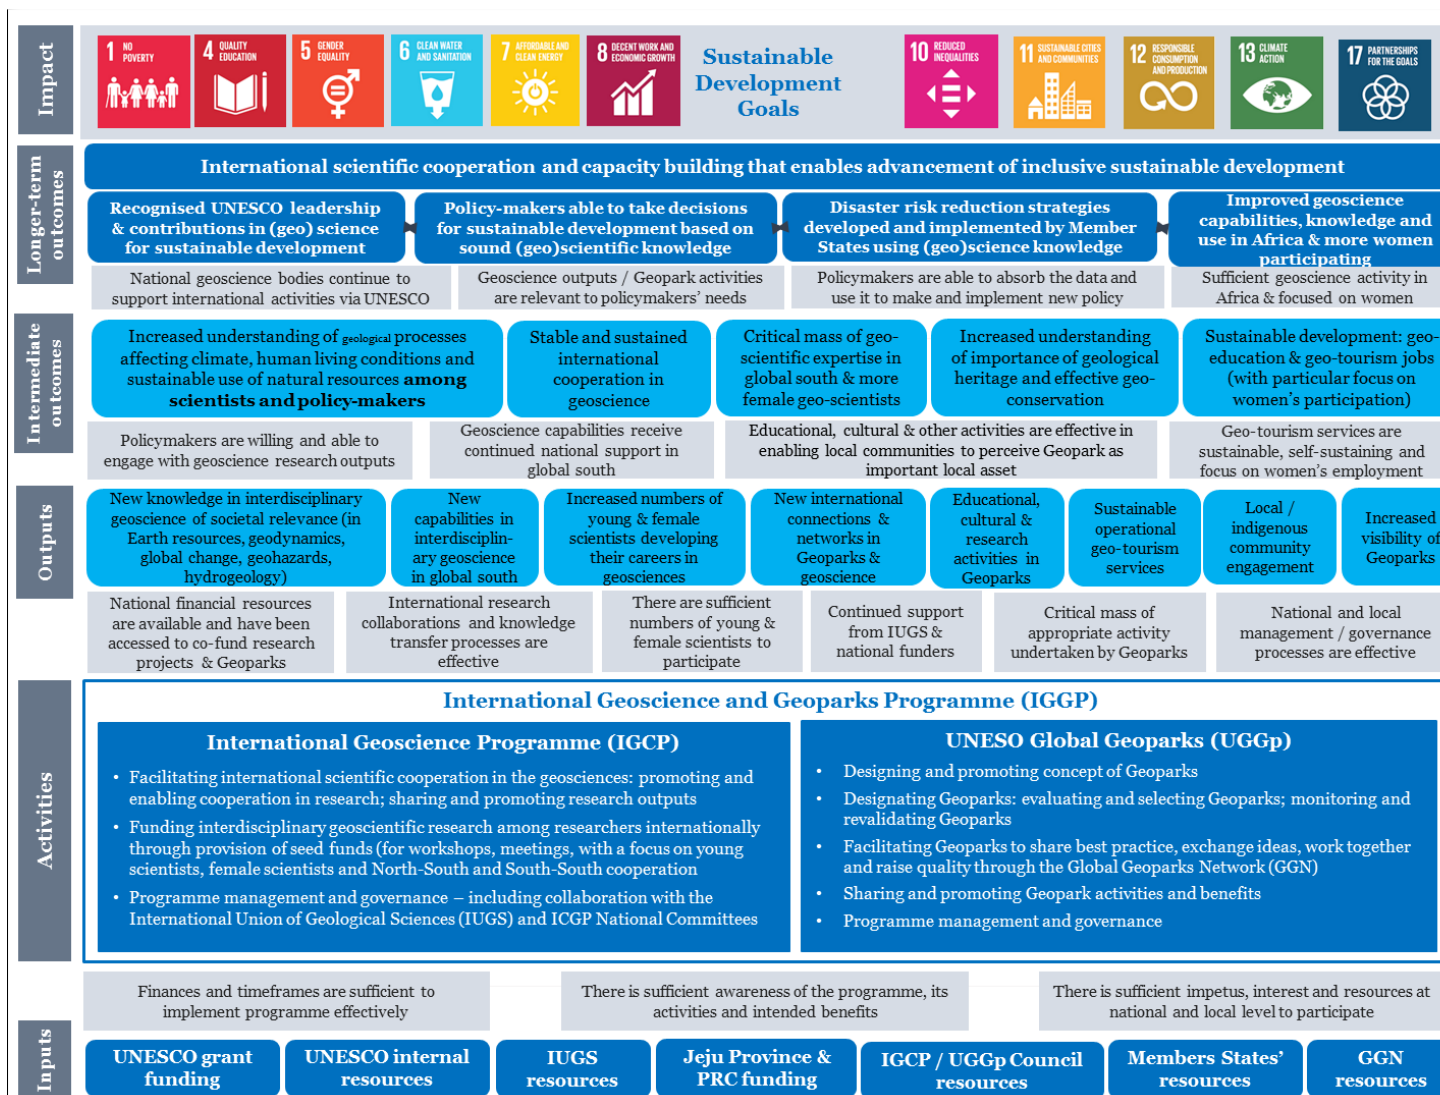 Impact
1 NO POVERTY
4 QUALITY EDUCATION
5 GENDER EQUALITY
6 CLEAN WATER AND SANITATION
7 AFFORDABLE AND CLEAN ENERGY
8 DECENT WORK AND ECONOMIC GROWTH
Sustainable
Development
Goals
10 REDUCED INEQUALITIES
11 SUSTAINABLE CITIES AND COMMUNITIES
12 RESPONSIBLE CONSUMPTION AND PRODUCTION
13 CLIMATE ACTION
17 PARTNERSHIPS FOR THE GOALS
Longer-term
outcomes
International scientific cooperation and capacity building that enables advancement of inclusive sustainable development
Recognised UNESCO leadership
& contributions in (geo) science
for sustainable development
Policy-makers able to take decisions
for sustainable development based on
sound (geo)scientific knowledge
Disaster risk reduction strategies
developed and implemented by Member
States using (geo)science knowledge
Improved geoscience
capabilities, knowledge and
use in Africa & more women
participating
National geoscience bodies continue to
support international activities via UNESCO
Geoscience outputs / Geopark activities
are relevant to policymakers' needs
Policymakers are able to absorb the data and
use it to make and implement new policy
Sufficient geoscience activity in
Africa & focused on women
Intermediate
outcomes
Increased understanding of geological processes
affecting climate, human living conditions and
sustainable use of natural resources among
scientists and policy-makers
Stable and sustained
international
cooperation in
geoscience
Critical mass of geo-
scientific expertise in
global south & more
female geo-scientists
Increased understanding
of importance of geological
heritage and effective geo-
conservation
Sustainable development: geo-
education & geo-tourism jobs
(with particular focus on
women's participation)
Policymakers are willing and able to
engage with geoscience research outputs
Geoscience capabilities receive
continued national support in
global south
Educational, cultural & other activities are effective in
enabling local communities to perceive Geopark as
important local asset
Geo-tourism services are
sustainable, self-sustaining and
focus on women's employment
Outputs
New knowledge in interdisciplinary
geoscience of societal relevance (in
Earth resources, geodynamics,
global change, geohazards,
hydrogeology)
New
capabilities in
interdisciplin-
ary geoscience
in global south
Increased numbers of
young & female
scientists developing
their careers in
geosciences
New international
connections &
networks in
Geoparks &
geoscience
Educational,
cultural &
research
activities in
Geoparks
Sustainable
operational
geo-tourism
services
Local /
indigenous
community
engagement
Increased
visibility of
Geoparks
National financial resources
are available and have been
accessed to co-fund research
projects & Geoparks
International research
collaborations and knowledge
transfer processes are
effective
There are sufficient
numbers of young &
female scientists to
participate
Continued support
from IUGS &
national funders
Critical mass of
appropriate activity
undertaken by Geoparks
National and local
management / governance
processes are effective
Activities
International Geoscience and Geoparks Programme (IGGP)
International Geoscience Programme (IGCP)
• Facilitating international scientific cooperation in the geosciences: promoting and
enabling cooperation in research; sharing and promoting research outputs
• Funding interdisciplinary geoscientific research among researchers internationally
through provision of seed funds (for workshops, meetings, with a focus on young
scientists, female scientists and North-South and South-South cooperation
• Programme management and governance – including collaboration with the
International Union of Geological Sciences (IUGS) and ICGP National Committees
UNESO Global Geoparks (UGGp)
• Designing and promoting concept of Geoparks
• Designating Geoparks: evaluating and selecting Geoparks; monitoring and
revalidating Geoparks
• Facilitating Geoparks to share best practice, exchange ideas, work together
and raise quality through the Global Geoparks Network (GGN)
• Sharing and promoting Geopark activities and benefits
• Programme management and governance
Inputs
Finances and timeframes are sufficient to
implement programme effectively
There is sufficient awareness of the programme, its
activities and intended benefits
There is sufficient impetus, interest and resources at
national and local level to participate
UNESCO grant
funding
UNESCO internal
resources
IUGS
resources
Jeju Province &
PRC funding
IGCP / UGGp Council
resources
Members States'
resources
GGN
resources